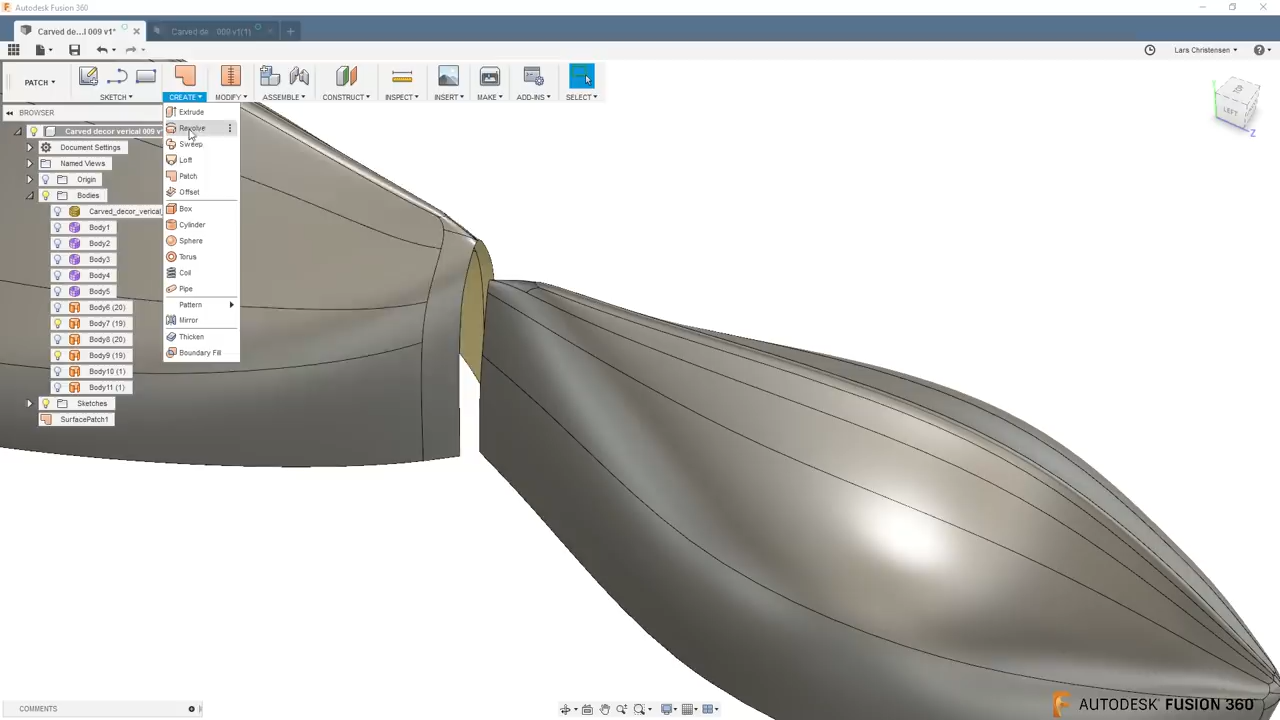 Autodesk Fusion 360
Carved de...l 009 v1*
Carved de... 009 v1(1)
Lars Christensen
PATCH
SKETCH
CREATE
MODIFY
ASSEMBLE
CONSTRUCT
INSPECT
INSERT
MAKE
ADD-INS
SELECT
BROWSER
LEFT
Z
Carved decor verical 009 v
Document Settings
Named Views
Origin
Bodies
Carved_decor_verical_
Body1
Body2
Body3
Body4
Body5
Body6 (20)
Body7 (19)
Body8 (20)
Body9 (19)
Body10 (1)
Body11 (1)
Sketches
SurfacePatch1
Extrude
Revolve
Sweep
Loft
Patch
Offset
Box
Cylinder
Sphere
Torus
Coil
Pipe
Pattern
Mirror
Thicken
Boundary Fill
COMMENTS
AUTODESK FUSION 360